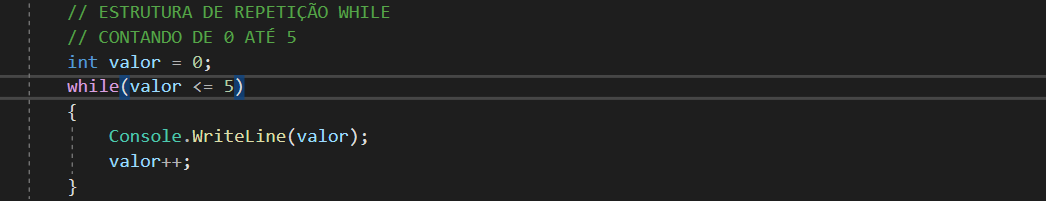 // ESTRUTURA DE REPETIÇÃO WHILE
// CONTANDO DE 0 ATÉ 5
int valor = 0;
while(valor <= 5)
{
    Console.WriteLine(valor);
    valor++;
}